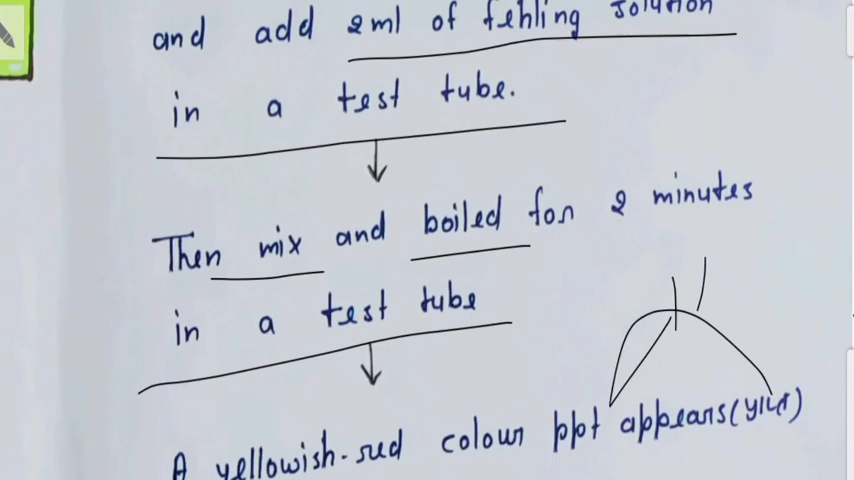 and add 2ml of fehling solution
in a test tube.
Then mix and boiled for 2 minutes
in a test tube
A yellowish-red colour ppt appears